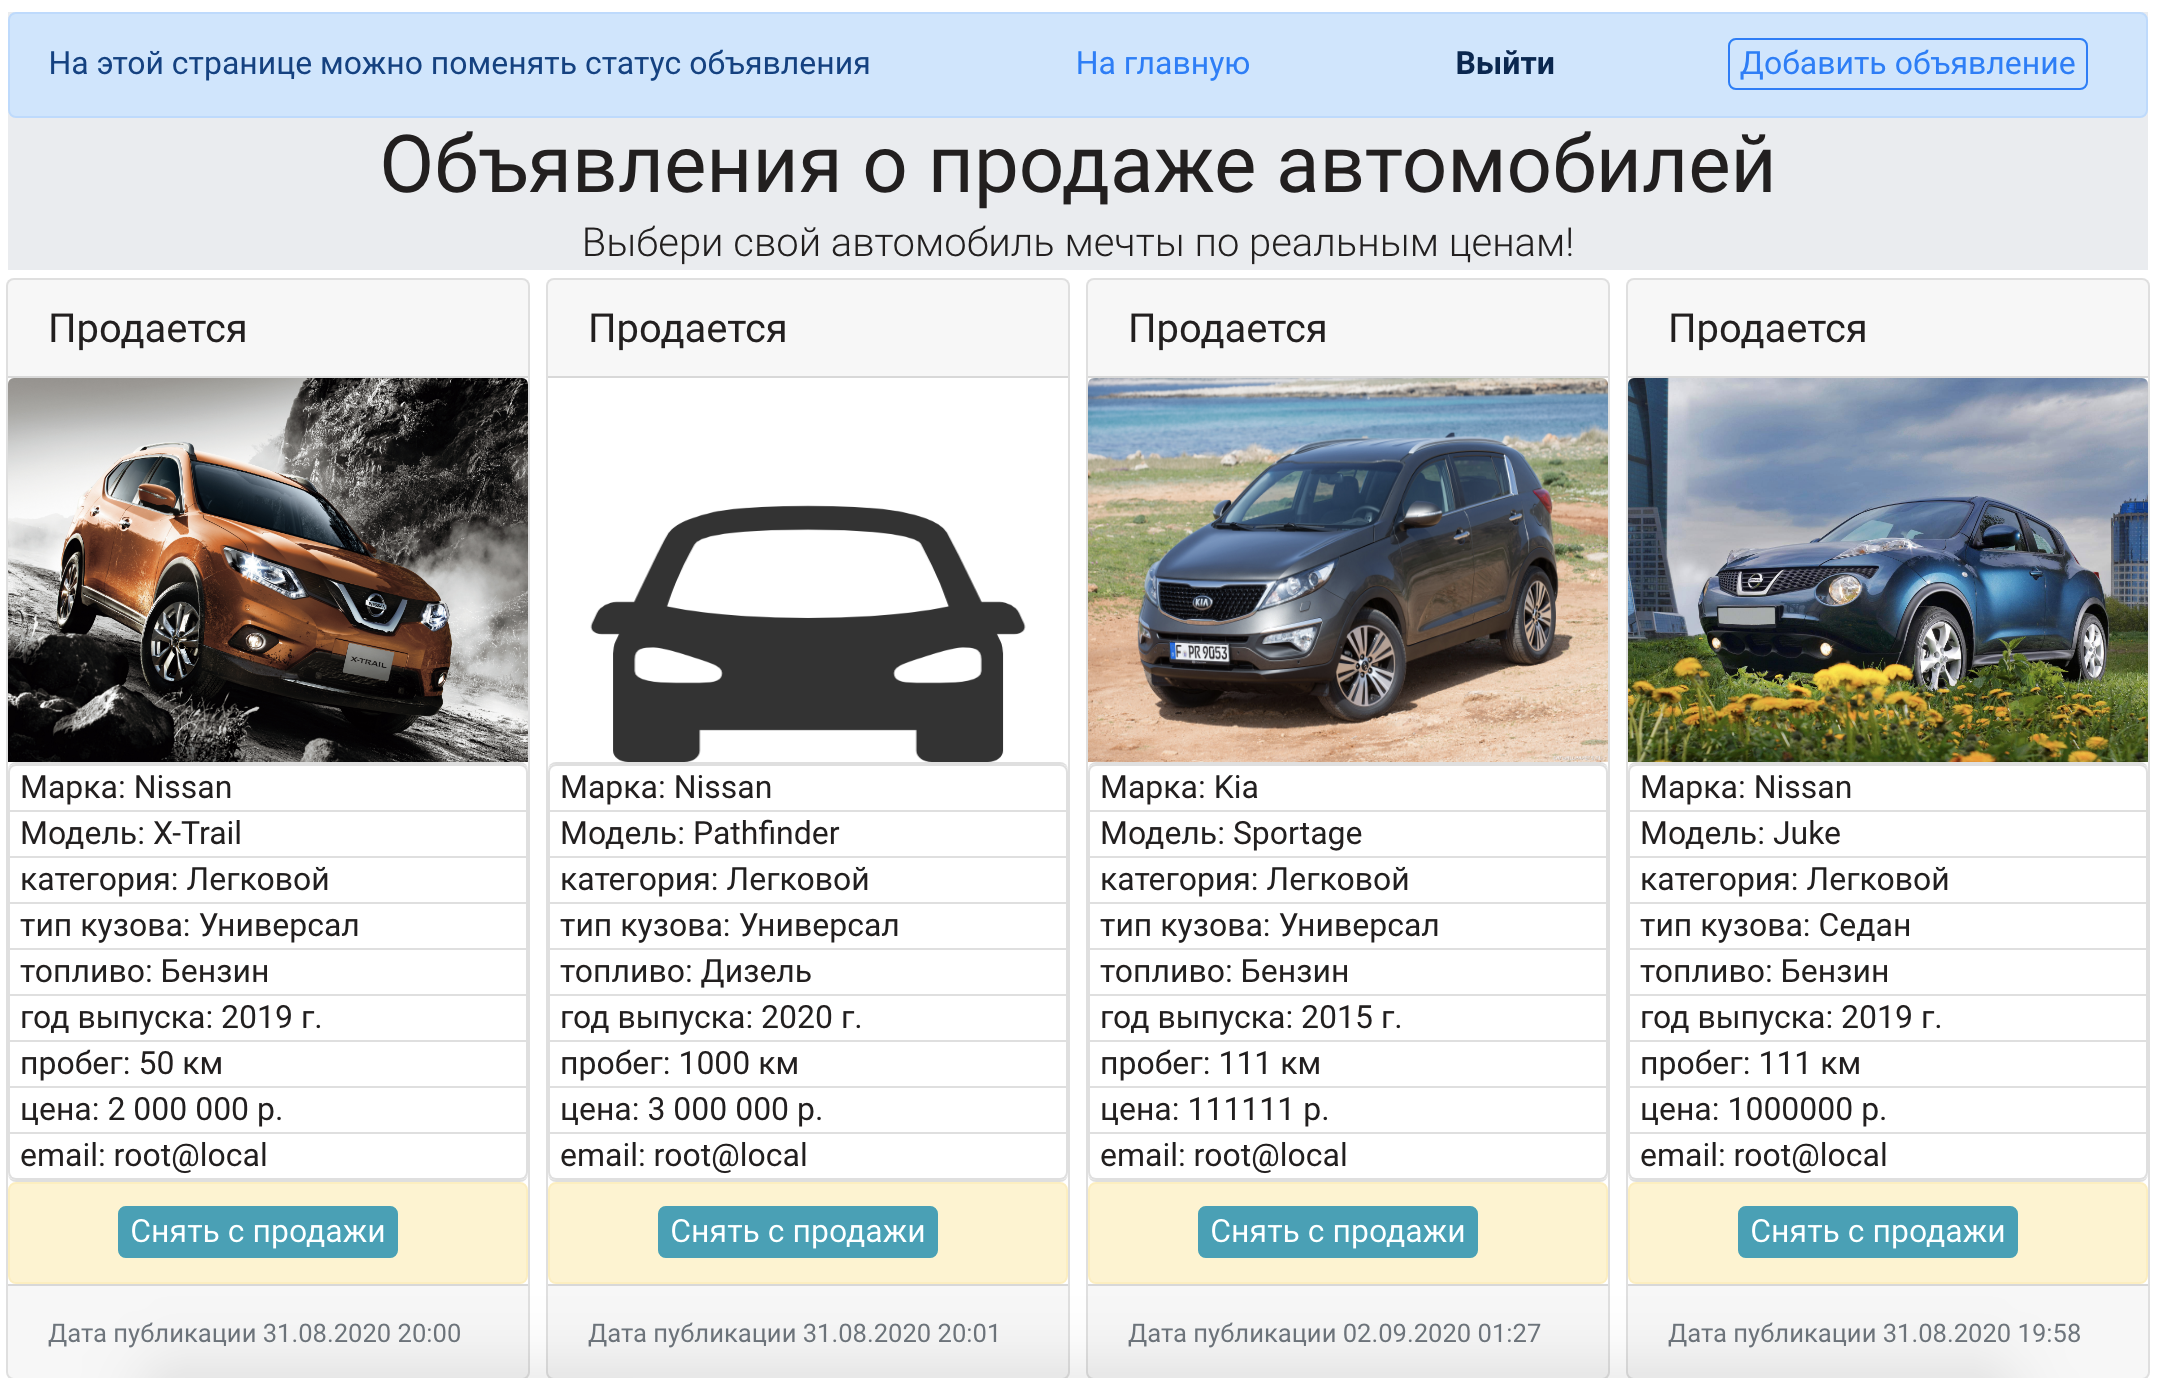 На этой странице можно поменять статус объявления На главную Выйти Добавить объявление
Объявления о продаже автомобилей
Выбери свой автомобиль мечты по реальным ценам!
Продается
X-TRAIL
Марка: Nissan
Модель: X-Trail
категория: Легковой
тип кузова: Универсал
топливо: Бензин
год выпуска: 2019 г.
пробег: 50 км
цена: 2 000 000 р.
email: root@local
Снять с продажи
Дата публикации 31.08.2020 20:00
Продается
Марка: Nissan
Модель: Pathfinder
категория: Легковой
тип кузова: Универсал
топливо: Дизель
год выпуска: 2020 г.
пробег: 1000 км
цена: 3 000 000 р.
email: root@local
Снять с продажи
Дата публикации 31.08.2020 20:01
Продается
KIA
F PR 9053
Марка: Kia
Модель: Sportage
категория: Легковой
тип кузова: Универсал
топливо: Бензин
год выпуска: 2015 г.
пробег: 111 км
цена: 111111 р.
email: root@local
Снять с продажи
Дата публикации 02.09.2020 01:27
Продается
Марка: Nissan
Модель: Juke
категория: Легковой
тип кузова: Седан
топливо: Бензин
год выпуска: 2019 г.
пробег: 111 км
цена: 1000000 р.
email: root@local
Снять с продажи
Дата публикации 31.08.2020 19:58